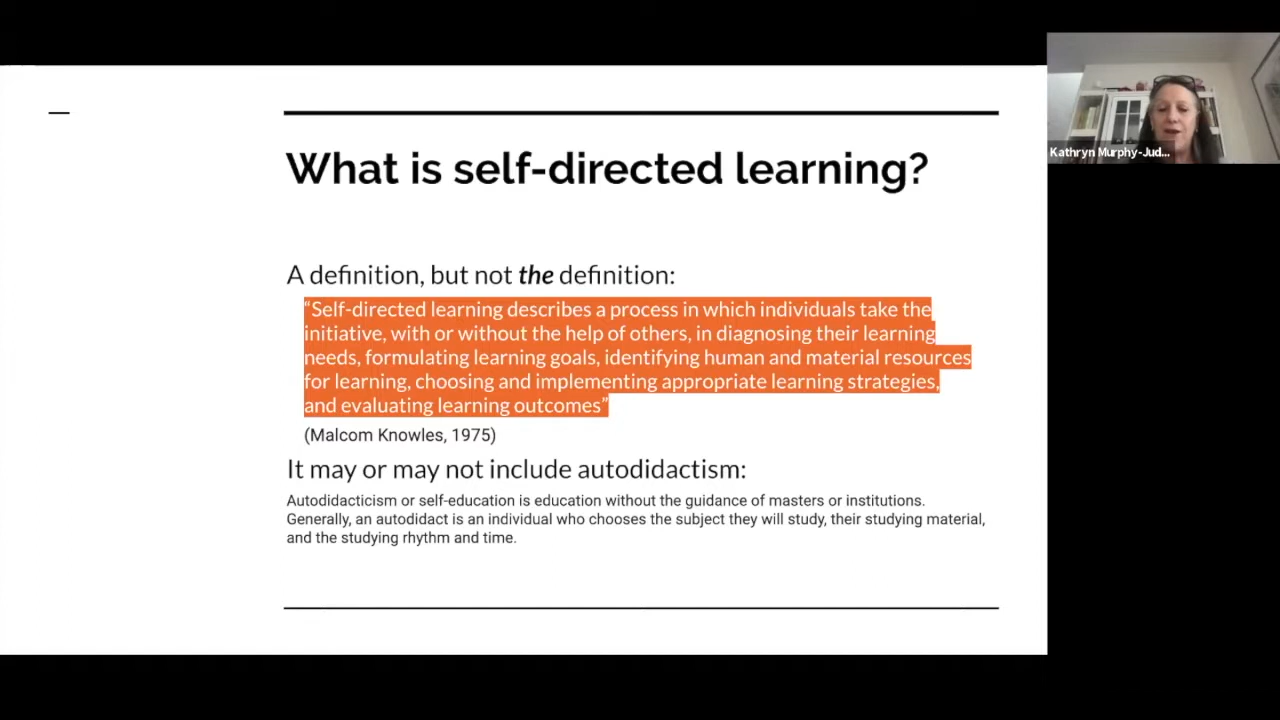 What is self-directed learning?
A definition, but not the definition:
“Self-directed learning describes a process in which individuals take the
initiative, with or without the help of others, in diagnosing their learning
needs, formulating learning goals, identifying human and material resources
for learning, choosing and implementing appropriate learning strategies,
and evaluating learning outcomes”
(Malcom Knowles, 1975)
It may or may not include autodidactism:
Autodidacticism or self-education is education without the guidance of masters or institutions.
Generally, an autodidact is an individual who chooses the subject they will study, their studying material,
and the studying rhythm and time.
Kathryn Murphy-Jud...